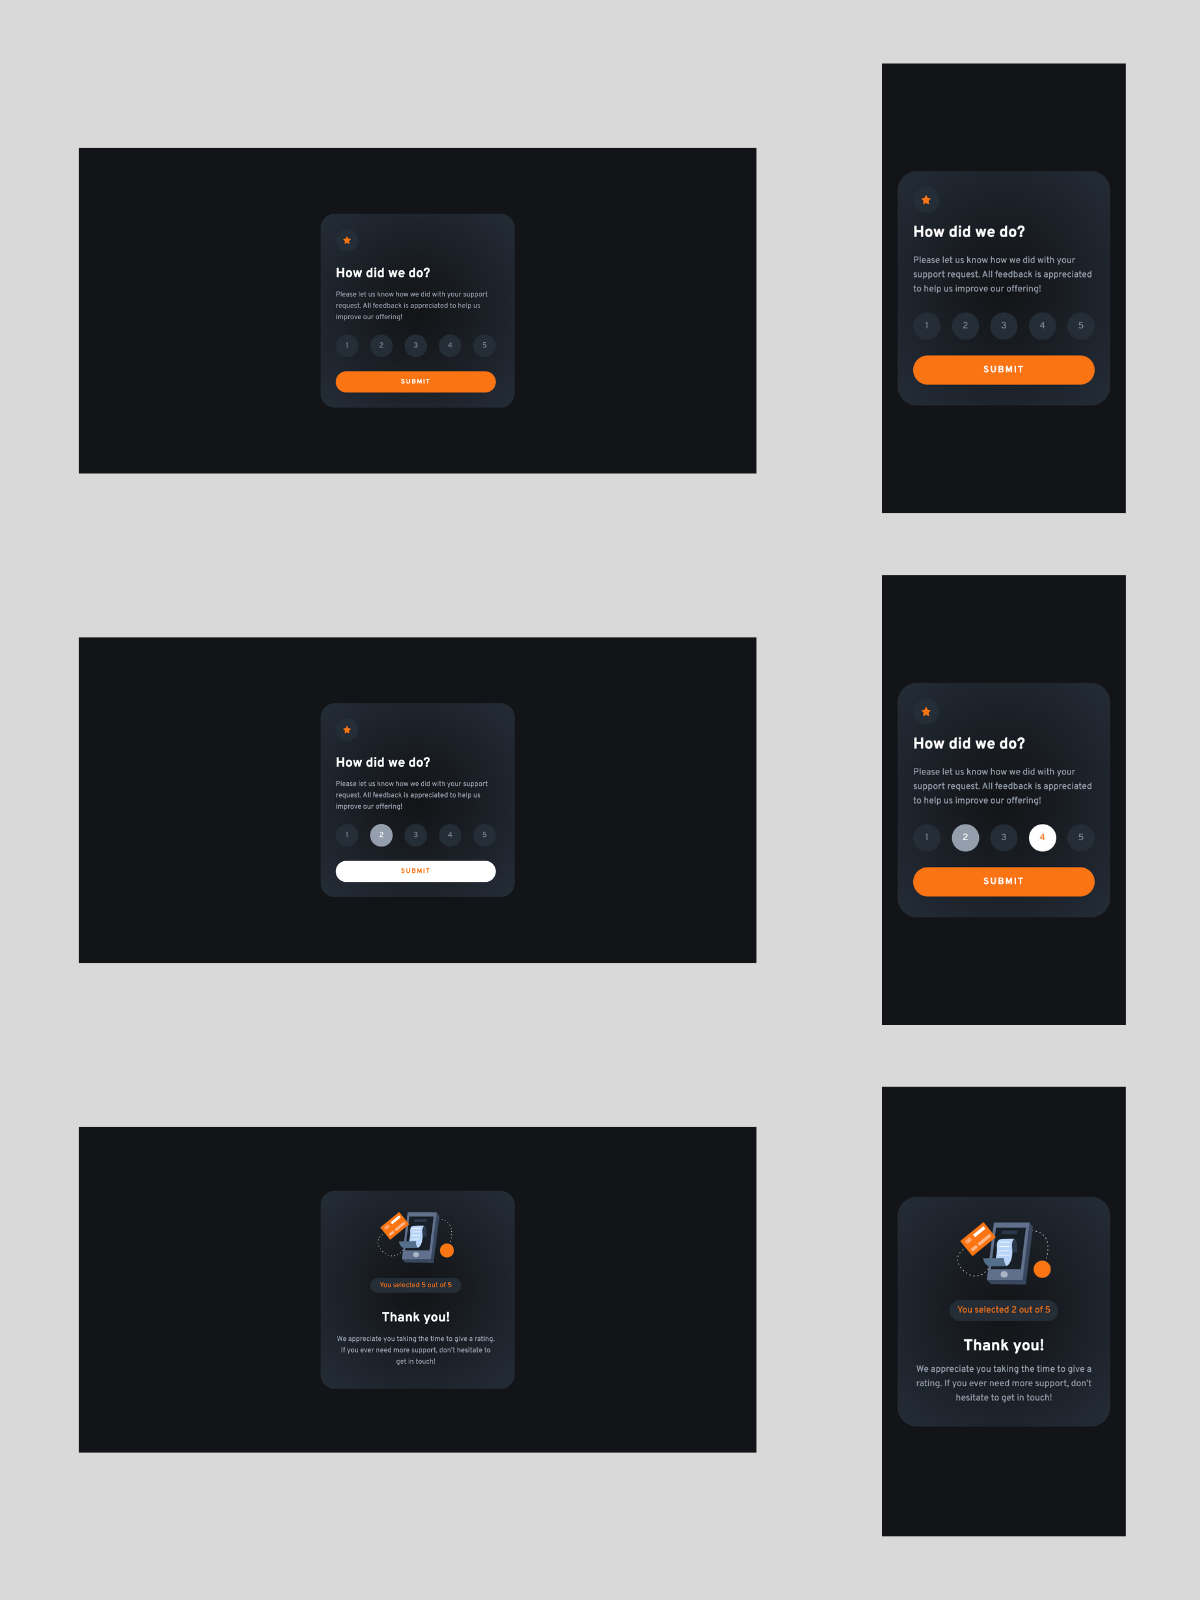 How did we do?
Please let us know how we did with your support
request. All feedback is appreciated to help us
improve our offering!
1 2 3 4 5
SUBMIT
How did we do?
Please let us know how we did with your
support request. All feedback is appreciated
to help us improve our offering!
1 2 3 4 5
SUBMIT
How did we do?
Please let us know how we did with your support
request. All feedback is appreciated to help us
improve our offering!
1 2 3 4 5
SUBMIT
How did we do?
Please let us know how we did with your
support request. All feedback is appreciated
to help us improve our offering!
1 2 3 4 5
SUBMIT
You selected 5 out of 5
Thank you!
We appreciate you taking the time to give a rating.
If you ever need more support, don't hesitate to
get in touch!
You selected 2 out of 5
Thank you!
We appreciate you taking the time to give a
rating. If you ever need more support, don't
hesitate to get in touch!